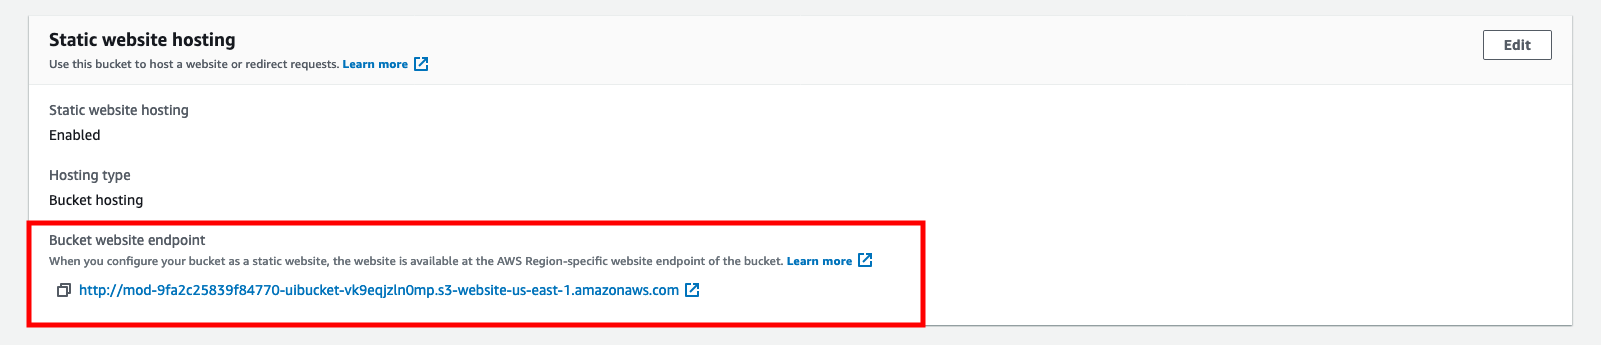 Static website hosting
Edit
Use this bucket to host a website or redirect requests. Learn more
Static website hosting
Enabled
Hosting type
Bucket hosting
Bucket website endpoint
When you configure your bucket as a static website, the website is available at the AWS Region-specific website endpoint of the bucket. Learn more
http://mod-9fa2c25839f84770-uibucket-vk9eqjzln0mp.s3-website-us-east-1.amazonaws.com